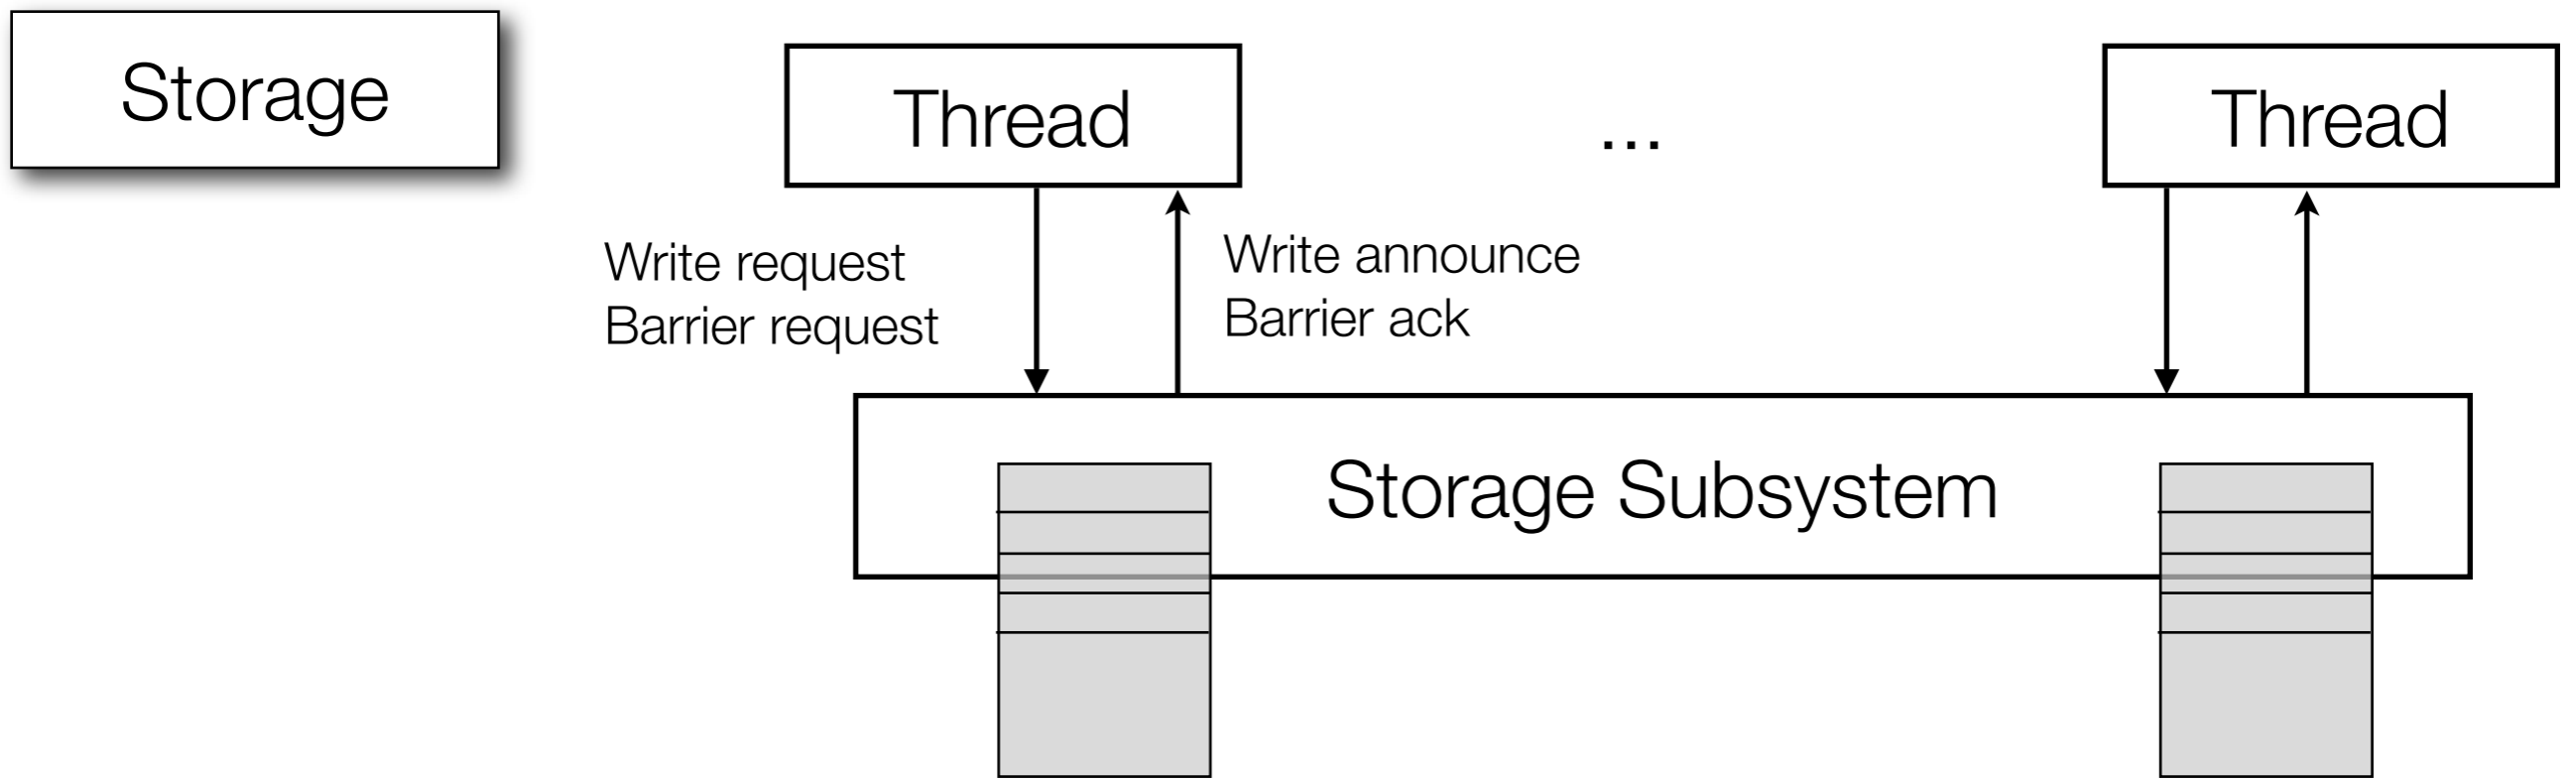 Storage
Thread
...
Thread
Write request
Barrier request
Write announce
Barrier ack
Storage Subsystem